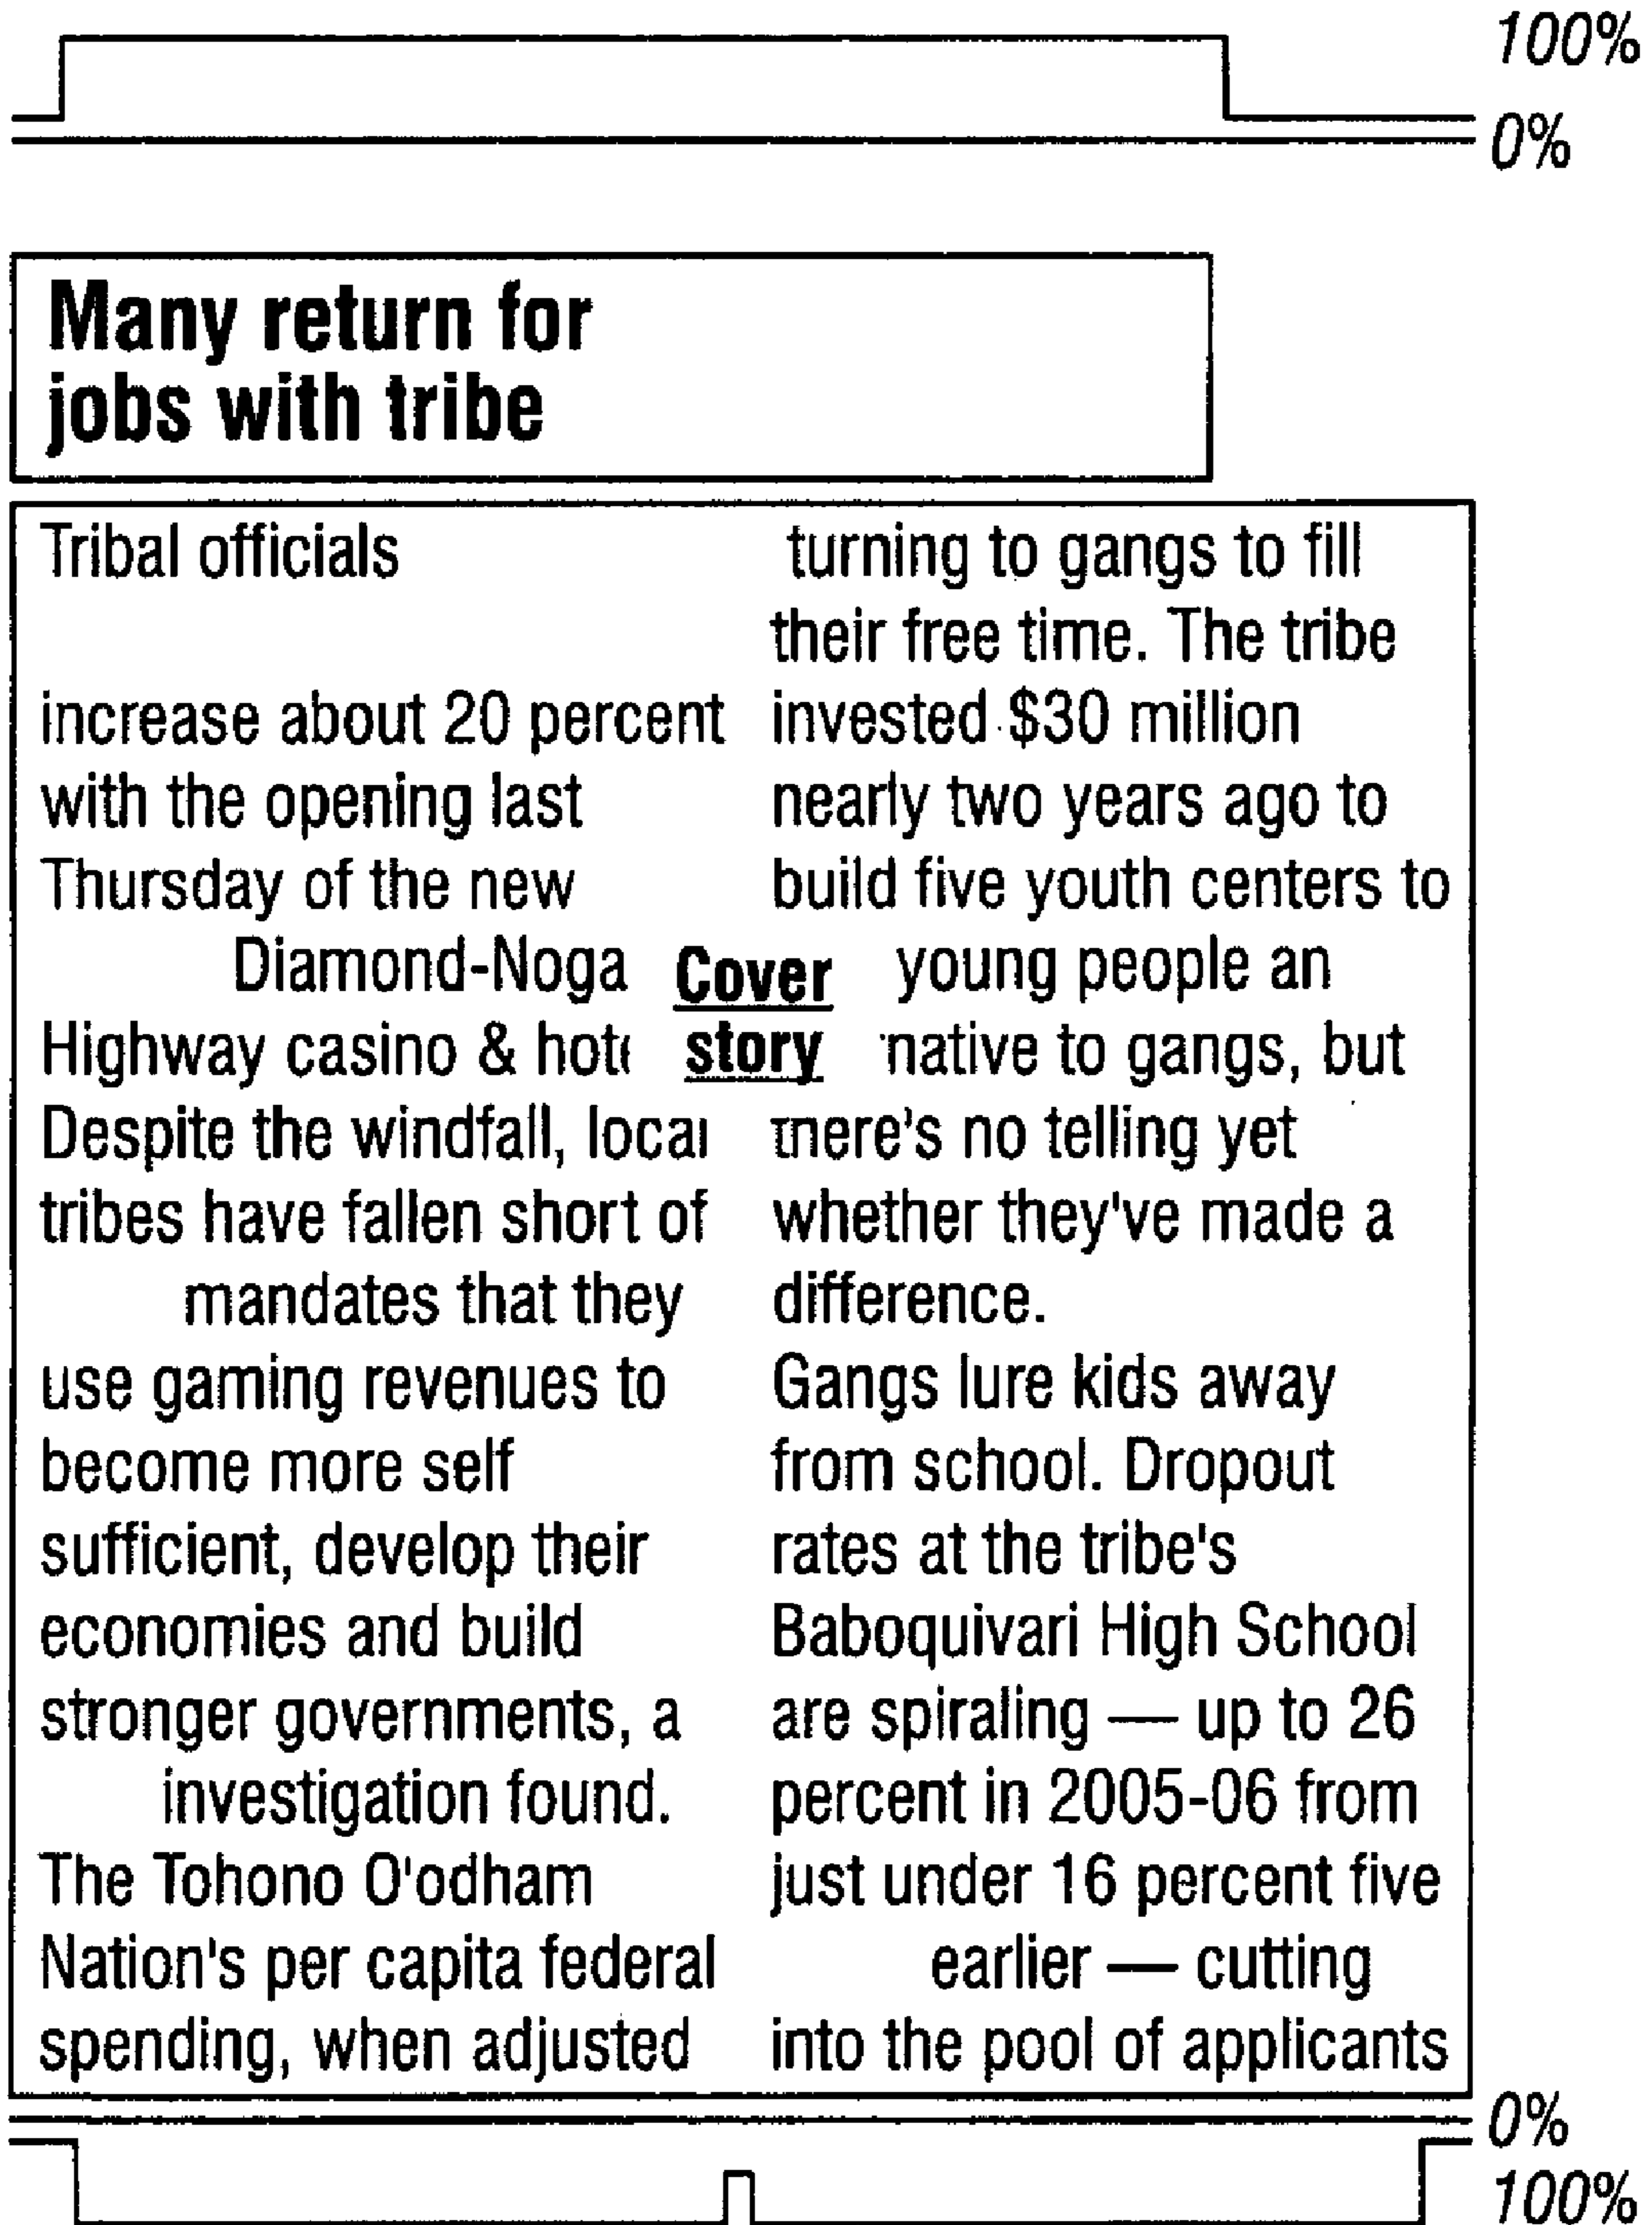 100%
0%
Many return for
jobs with tribe
Tribal officials
increase about 20 percent
with the opening last
Thursday of the new
Diamond-Noga
Highway casino & hot
Despite the windfall, local
tribes have fallen short of
mandates that they
use gaming revenues to
become more self
sufficient, develop their
economies and build
stronger governments, a
investigation found.
The Tohono O'odham
Nation's per capita federal
spending, when adjusted
Cover
story
turning to gangs to fill
their free time. The tribe
invested $30 million
nearly two years ago to
build five youth centers to
young people an
native to gangs, but
there's no telling yet
whether they've made a
difference.
Gangs lure kids away
from school. Dropout
rates at the tribe's
Baboquivari High School
are spiraling — up to 26
percent in 2005-06 from
just under 16 percent five
earlier — cutting
into the pool of applicants
0%
100%